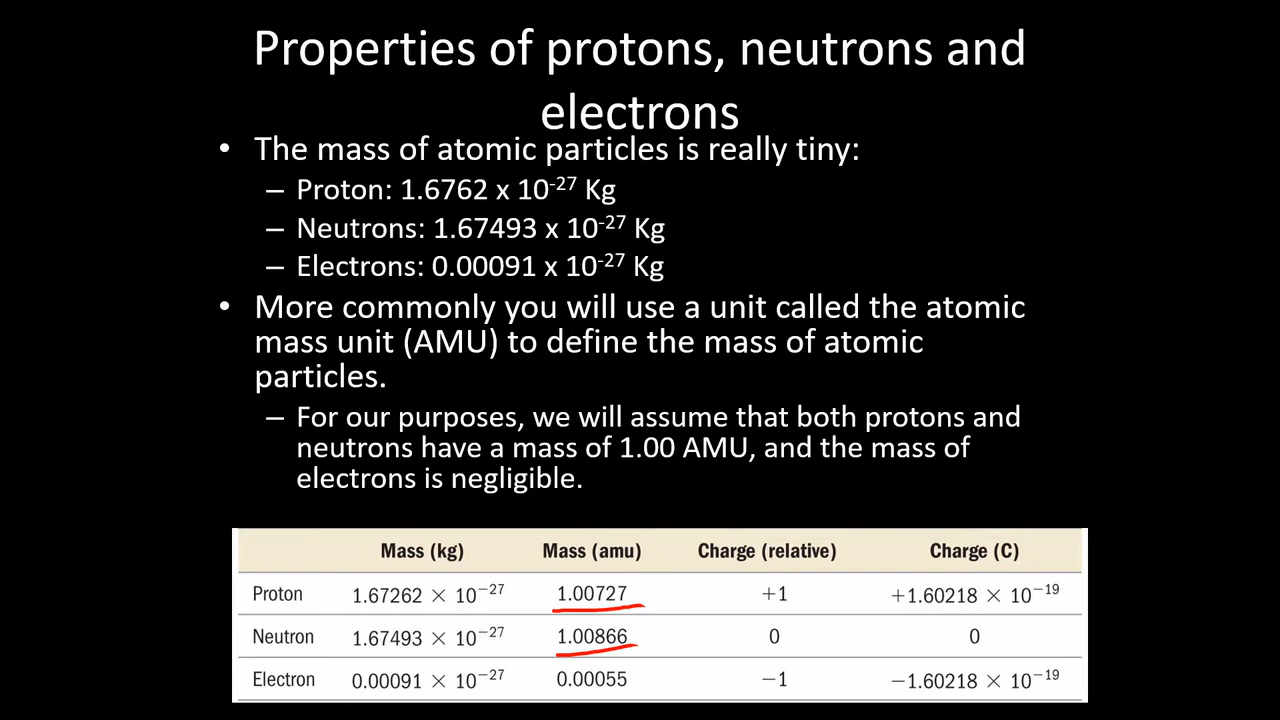 Properties of protons, neutrons and
electrons
• The mass of atomic particles is really tiny:
– Proton: 1.6762 x 10⁻²⁷ Kg
– Neutrons: 1.67493 x 10⁻²⁷ Kg
– Electrons: 0.00091 x 10⁻²⁷ Kg
• More commonly you will use a unit called the atomic
mass unit (AMU) to define the mass of atomic
particles.
– For our purposes, we will assume that both protons and
neutrons have a mass of 1.00 AMU, and the mass of
electrons is negligible.
Mass (kg) Mass (amu) Charge (relative) Charge (C)
Proton 1.67262 × 10⁻²⁷ 1.00727 +1 +1.60218 × 10⁻¹⁹
Neutron 1.67493 × 10⁻²⁷ 1.00866 0 0
Electron 0.00091 × 10⁻²⁷ 0.00055 −1 −1.60218 × 10⁻¹⁹